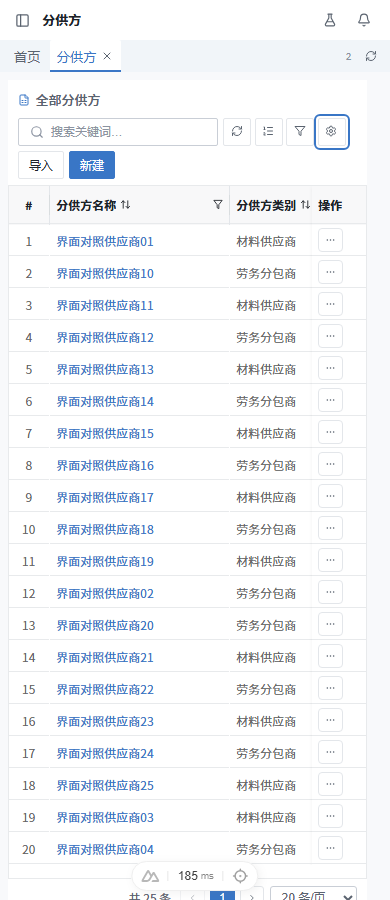 分供方
首页 分供方 2
全部分供方
搜索关键词...
导入 新建
# 分供方名称 分供方类别 操作
1 界面对照供应商01 材料供应商 ...
2 界面对照供应商10 劳务分包商 ...
3 界面对照供应商11 材料供应商 ...
4 界面对照供应商12 劳务分包商 ...
5 界面对照供应商13 材料供应商 ...
6 界面对照供应商14 劳务分包商 ...
7 界面对照供应商15 材料供应商 ...
8 界面对照供应商16 劳务分包商 ...
9 界面对照供应商17 材料供应商 ...
10 界面对照供应商18 劳务分包商 ...
11 界面对照供应商19 材料供应商 ...
12 界面对照供应商02 劳务分包商 ...
13 界面对照供应商20 劳务分包商 ...
14 界面对照供应商21 材料供应商 ...
15 界面对照供应商22 劳务分包商 ...
16 界面对照供应商23 材料供应商 ...
17 界面对照供应商24 劳务分包商 ...
18 界面对照供应商25 材料供应商 ...
19 界面对照供应商03 材料供应商 ...
20 界面对照供应商04 劳务分包商 ...
185 ms
共 25 条 1 20 条/页